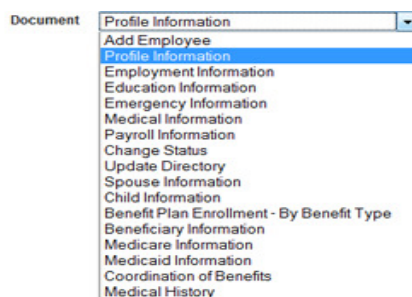 Document Profile Information
Add Employee
Profile Information
Employment Information
Education Information
Emergency Information
Medical Information
Payroll Information
Change Status
Update Directory
Spouse Information
Child Information
Benefit Plan Enrollment - By Benefit Type
Beneficiary Information
Medicare Information
Medicaid Information
Coordination of Benefits
Medical History